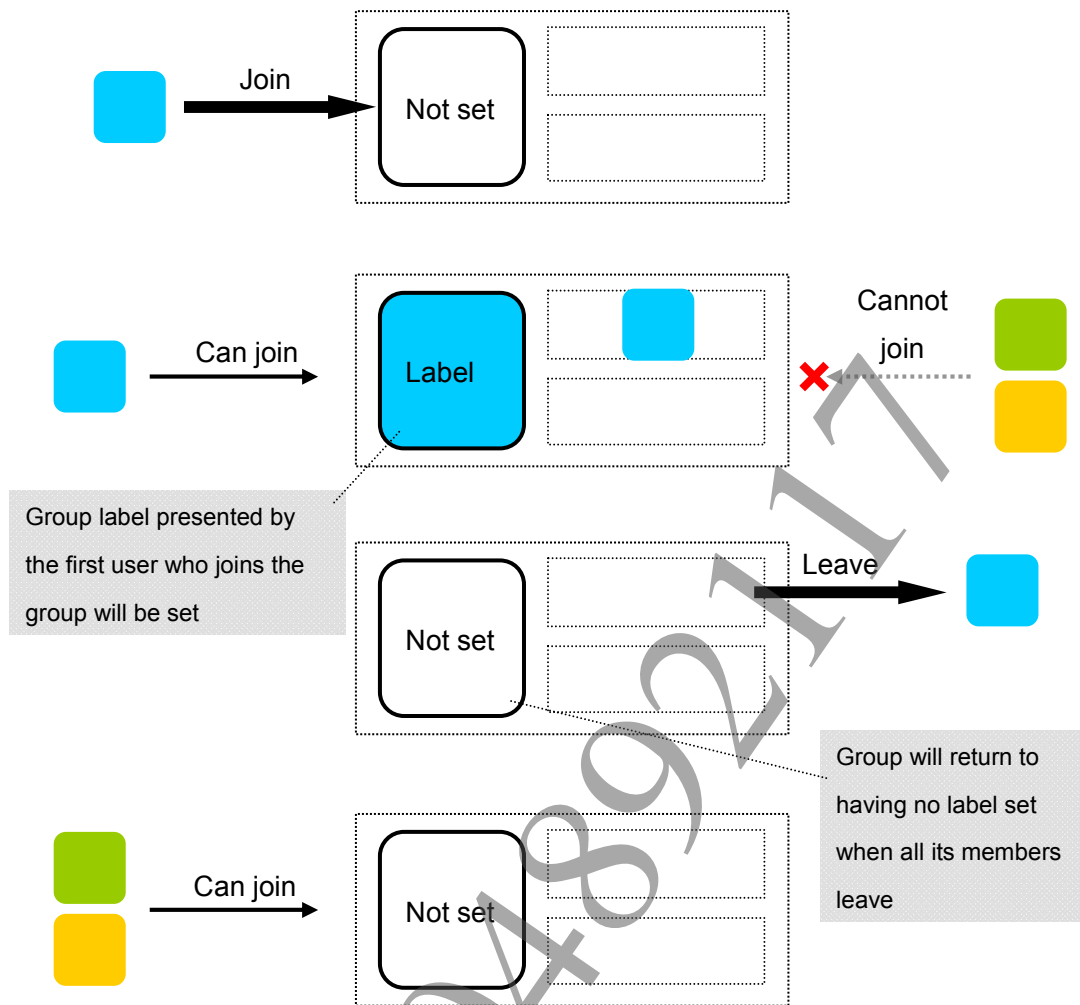 Join
Not set
Can join
Label
Cannot
join
Group label presented by
the first user who joins the
group will be set
Not set
Leave
Group will return to
having no label set
when all its members
leave
Can join
Not set